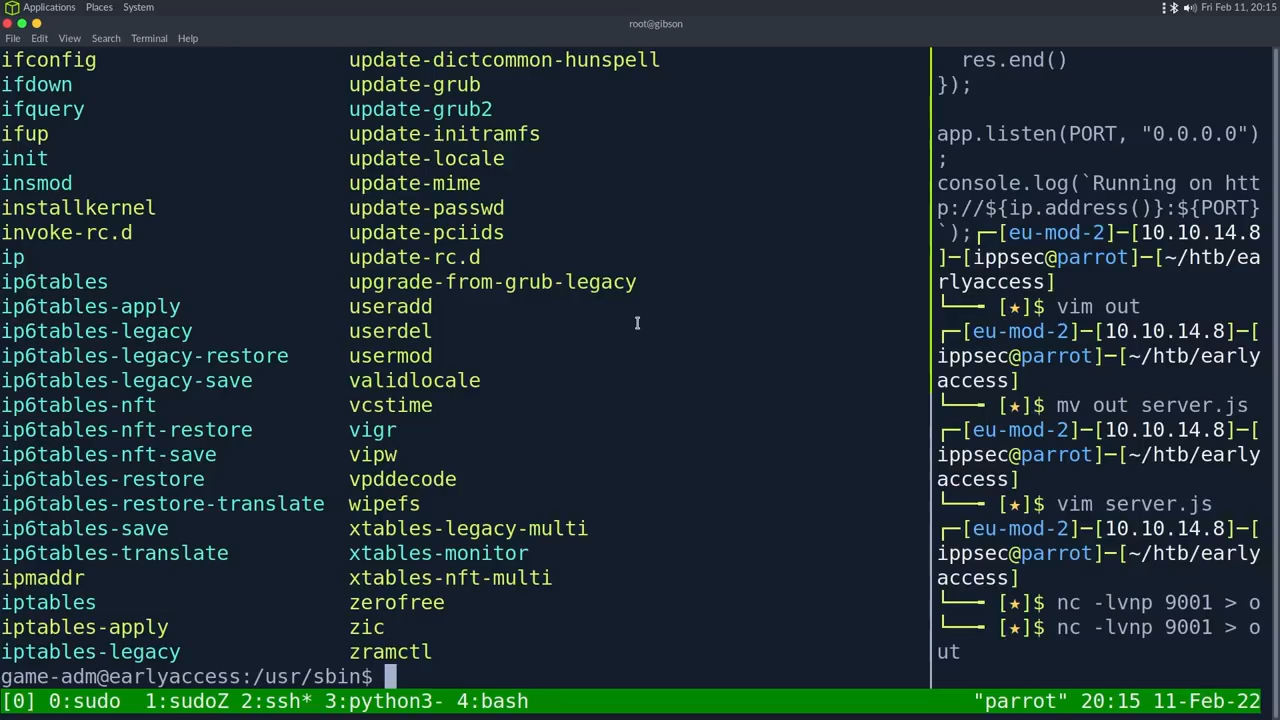 Applications Places System
Fri Feb 11, 20:15
root@gibson
File Edit View Search Terminal Help
ifconfig update-dictcommon-hunspell
ifdown update-grub
ifquery update-grub2
ifup update-initramfs
init update-locale
insmod update-mime
installkernel update-passwd
invoke-rc.d update-pciids
ip update-rc.d
ip6tables upgrade-from-grub-legacy
ip6tables-apply useradd
ip6tables-legacy userdel
ip6tables-legacy-restore usermod
ip6tables-legacy-save validlocale
ip6tables-nft vcstime
ip6tables-nft-restore vigr
ip6tables-nft-save vipw
ip6tables-restore vpddecode
ip6tables-restore-translate wipefs
ip6tables-save xtables-legacy-multi
ip6tables-translate xtables-monitor
ipmaddr xtables-nft-multi
iptables zerofree
iptables-apply zic
iptables-legacy zramctl
game-adm@earlyaccess:/usr/sbin$
res.end()
});
app.listen(PORT, "0.0.0.0")
;
console.log(`Running on htt
p://${ip.address()}:${PORT}
`);┌─[eu-mod-2]─[10.10.14.8
]─[ippsec@parrot]─[~/htb/ea
rlyaccess]
└──╼ [★]$ vim out
┌─[eu-mod-2]─[10.10.14.8]─[
ippsec@parrot]─[~/htb/early
access]
└──╼ [★]$ mv out server.js
┌─[eu-mod-2]─[10.10.14.8]─[
ippsec@parrot]─[~/htb/early
access]
└──╼ [★]$ vim server.js
┌─[eu-mod-2]─[10.10.14.8]─[
ippsec@parrot]─[~/htb/early
access]
└──╼ [★]$ nc -lvnp 9001 > o
└──╼ [★]$ nc -lvnp 9001 > o
ut
[0] 0:sudo 1:sudoZ 2:ssh* 3:python3- 4:bash "parrot" 20:15 11-Feb-22